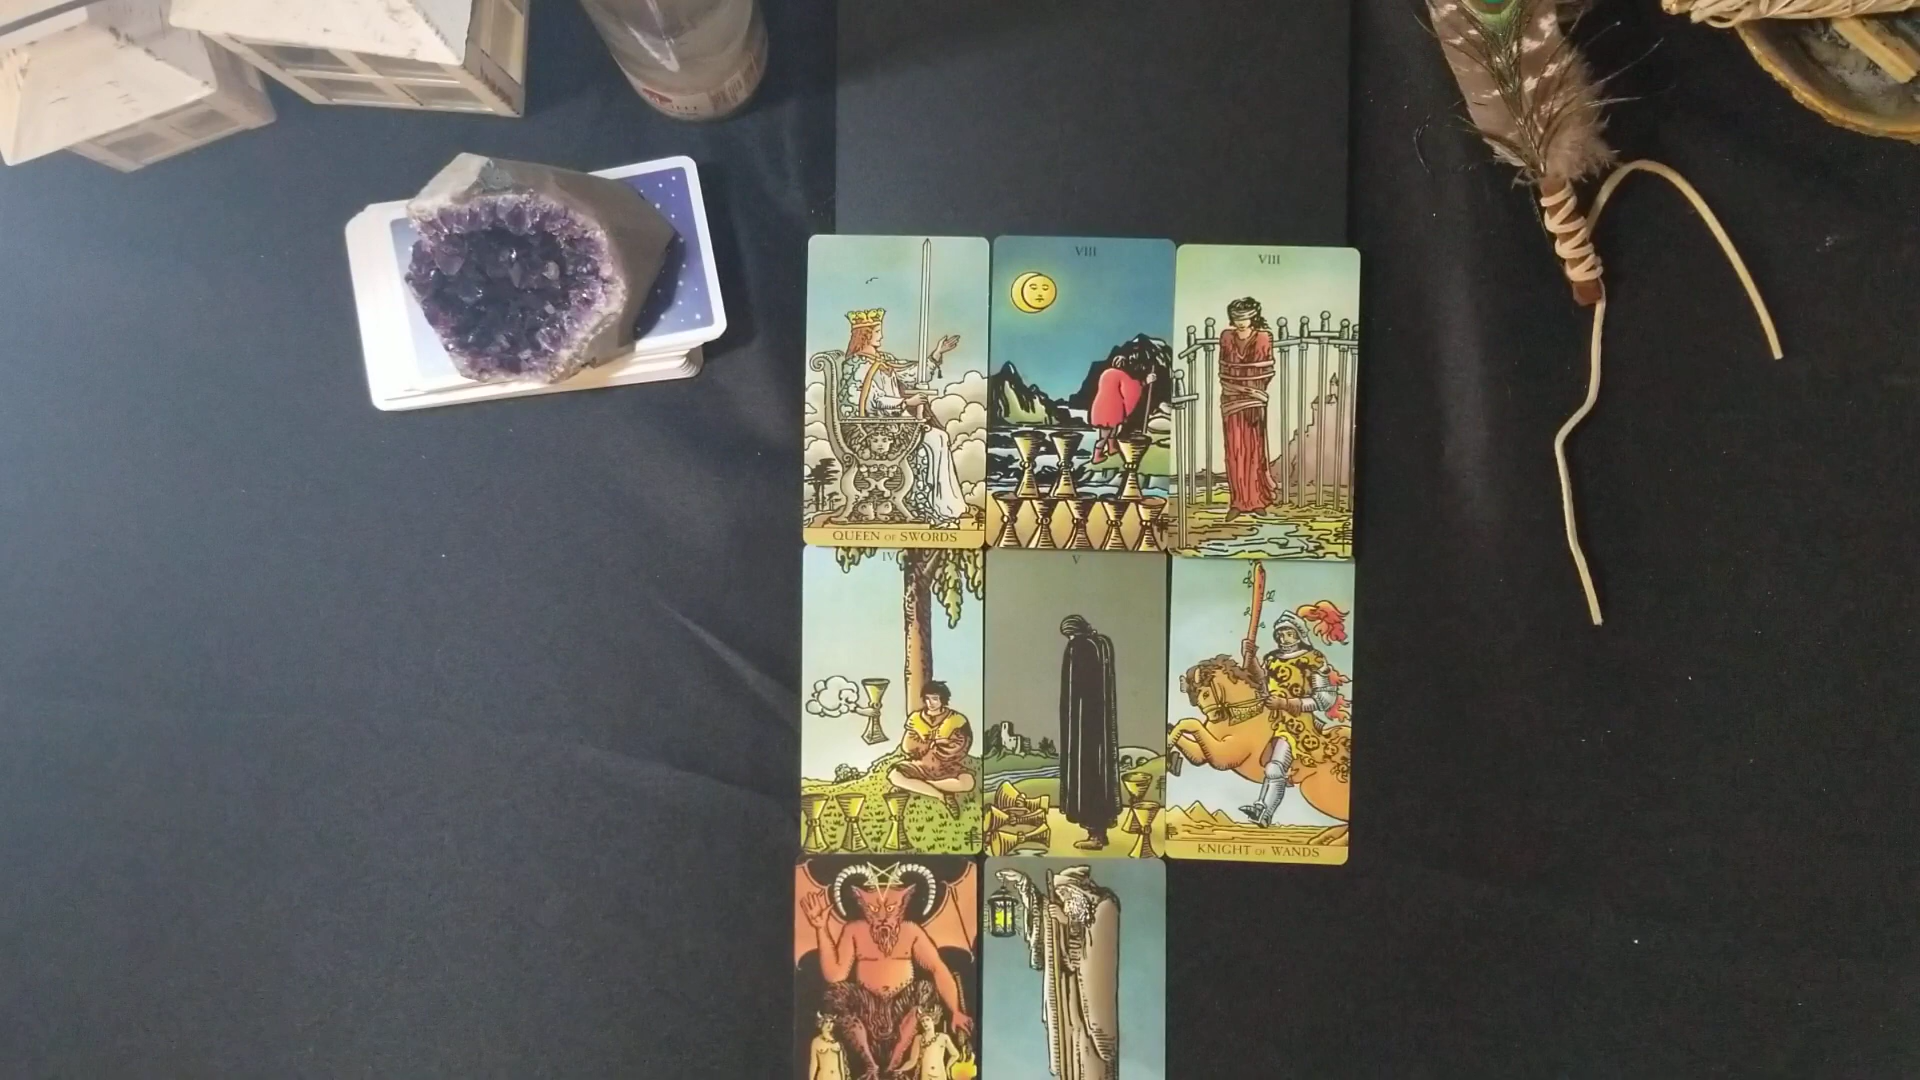 VIII
VIII
QUEEN OF SWORDS
IV
V
KNIGHT OF WANDS